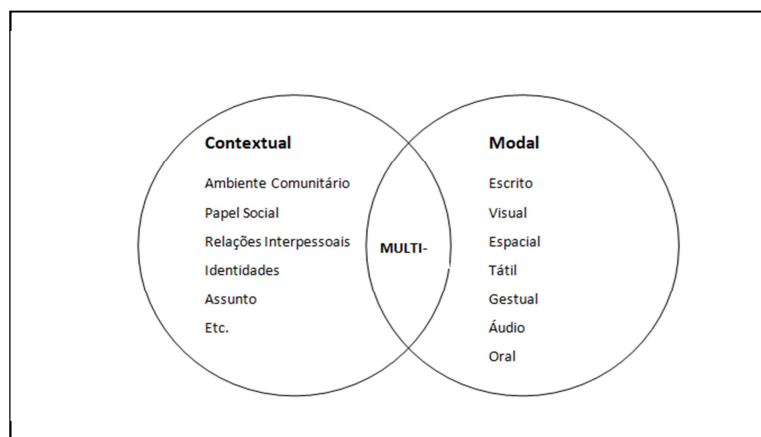 Contextual
Ambiente Comunitário
Papel Social
Relações Interpessoais
Identidades
Assunto
Etc.
MULTI-
Modal
Escrito
Visual
Espacial
Tátil
Gestual
Áudio
Oral